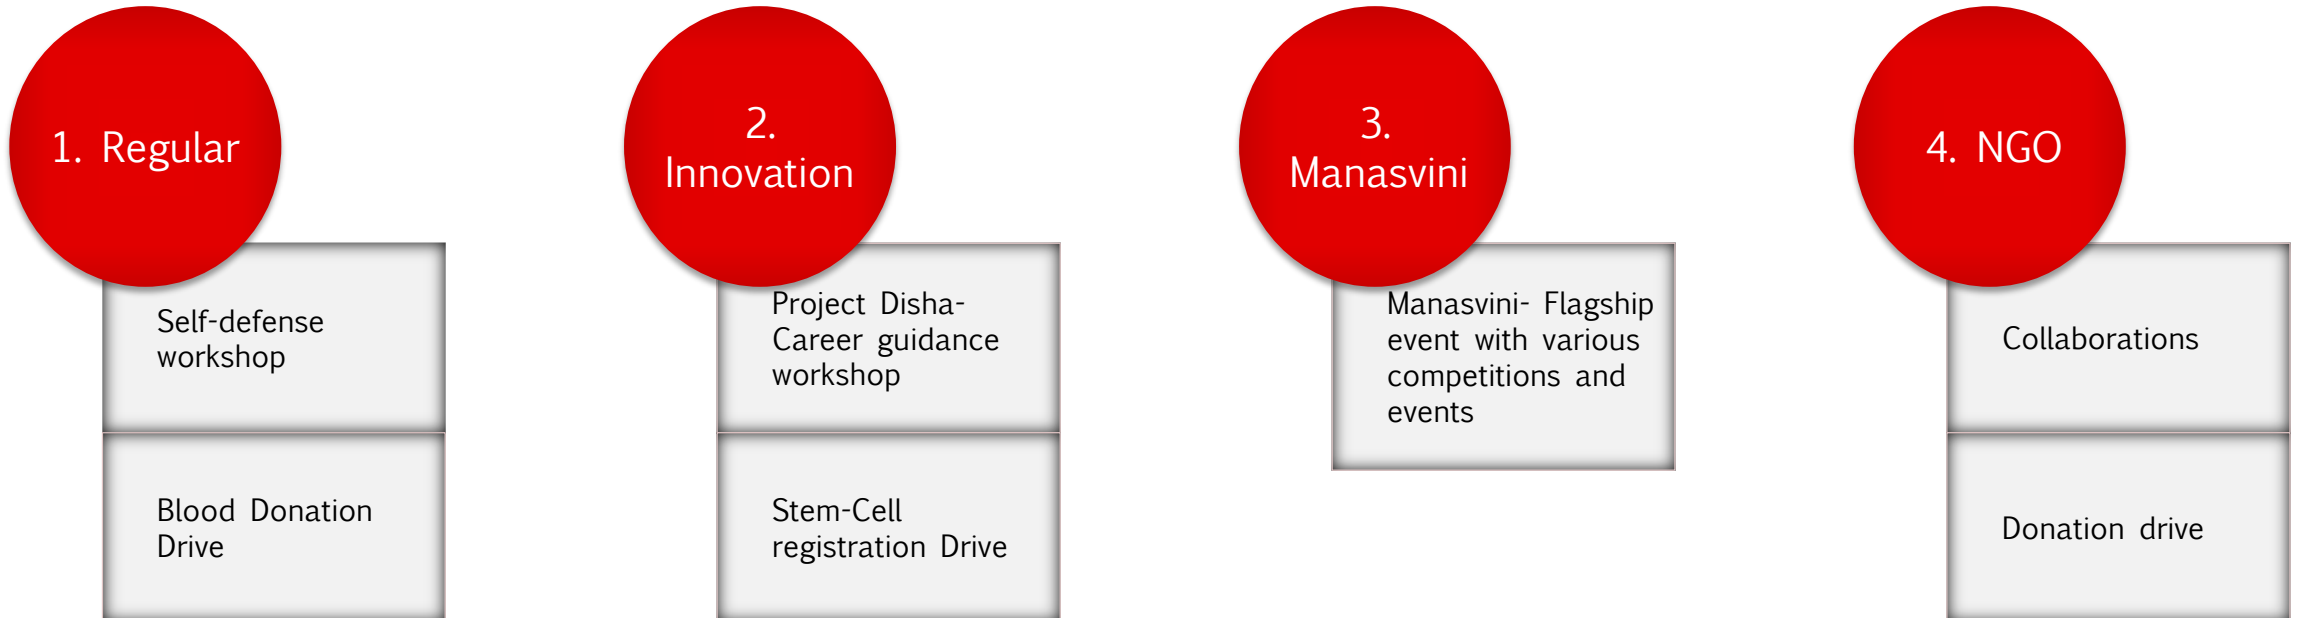 1. Regular
Self-defense
workshop
Blood Donation
Drive
2.
Innovation
Project Disha-
Career guidance
workshop
Stem-Cell
registration Drive
3.
Manasvini
Manasvini- Flagship
event with various
competitions and
events
4. NGO
Collaborations
Donation drive